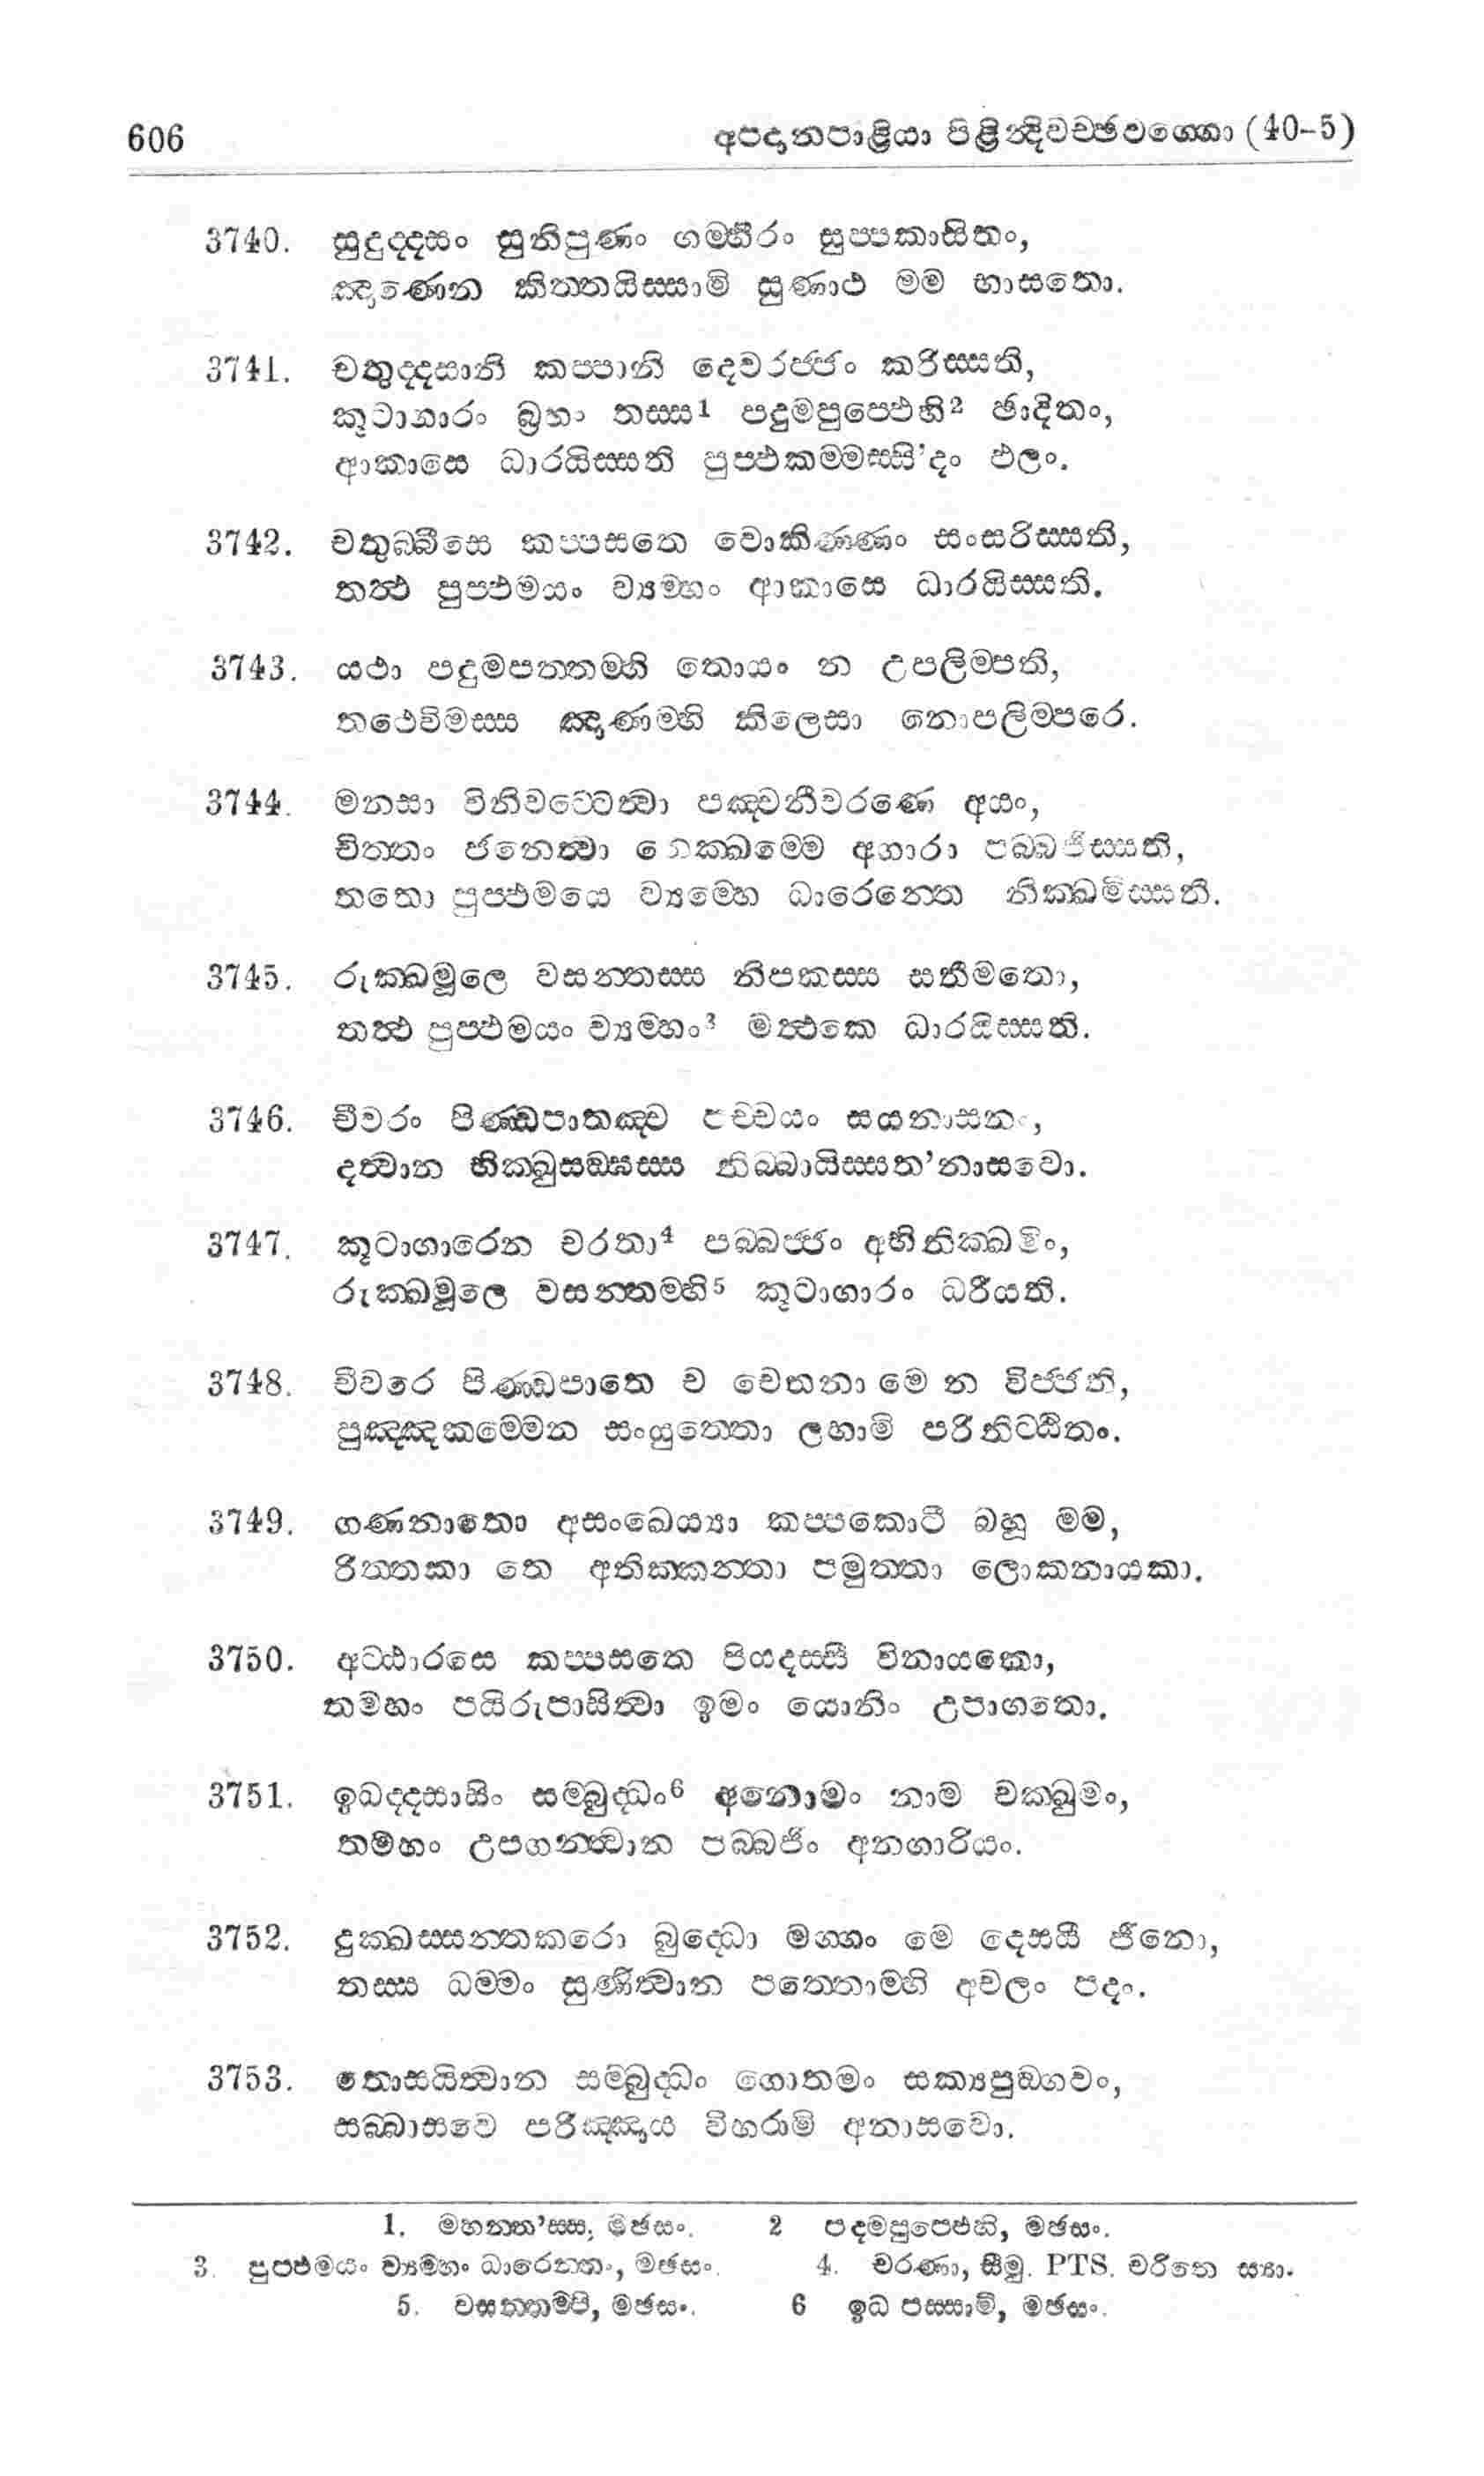 606 අපදානපාළියා පිළින්දිවච්ඡවග්ගො (40-5)
3740. සුදුද්දසං සුනිපුණං ගම්භීරං සුප්පකාසිතං,
ඤාණෙන කිත්තයිස්සාමි සුණාථ මම භාසතො.
3741. චතුද්දසානි කප්පානි දෙවරජ්ජං කරිස්සති,
කූටාගාරං බ්‍රහා තස්ස1 පදුමපුප්ඵෙහි2 ඡාදිතං,
ආකාසෙ ධාරයිස්සති පුප්ඵකම්මස්සි’දං ඵලං.
3742. චතුබ්බීසෙ කප්පසතෙ වොකිණ්ණං සංසරිස්සති,
තත්‍ථ පුප්ඵමයං ව්‍යම්හං ආකාසෙ ධාරයිස්සති.
3743. යථා පදුමපත්තම්හි තොයං න උපලිම්පති,
තථෙවිමස්ස ඤාණම්හි කිලෙසා නොපලිම්පරෙ.
3744. මනසා විනිවට්ටෙත්‍වා පඤ්චනීවරණෙ අයං,
චිත්තං ජනෙත්‍වා නෙක්ඛම්මෙ අගාරා පබ්බජිස්සති,
තතො පුප්ඵමයෙ ව්‍යම්හෙ ධාරෙන්තෙ නික්ඛමිස්සති.
3745. රුක්ඛමූලෙ වසන්තස්ස නිපකස්ස සතීමතො,
තත්‍ථ පුප්ඵමයං ව්‍යම්හං3 මත්‍ථකෙ ධාරයිස්සති.
3746. චීවරං පිණ්ඩපාතඤ්ච පච්චයං සයනාසනං,
දත්‍වාන භික්ඛුසඞ්ඝස්ස නිබ්බායිස්සත’නාසවො.
3747. කූටාගාරෙන චරතා4 පබ්බජ්ජං අභිනික්ඛමිං,
රුක්ඛමූලෙ වසන්තම්හි5 කූටාගාරං ධරීයති.
3748. චීවරෙ පිණ්ඩපාතෙ ච චෙතනා මෙ න විජ්ජති,
පුඤ්ඤකම්මෙන සංයුත්තො ලභාමි පරිනිට්ඨිතං.
3749. ගණනාතො අසංඛෙය්‍යා කප්පකොටී බහූ මම,
රිත්තකා තෙ අතික්කන්තා පමුත්තා ලොකනායකා.
3750. අට්ඨාරසෙ කප්පසතෙ පියදස්සී විනායකො,
තමහං පයිරුපාසිත්‍වා ඉමං යොනිං උපාගතො.
3751. ඉධද්දසාසිං සම්බුද්ධං6 අනොමං නාම චක්ඛුමං,
තමහං උපගන්ත්‍වාන පබ්බජිං අනගාරියං.
3752. දුක්ඛස්සන්තකරො බුද්ධො මග්ගං මෙ දෙසයී ජිනො,
තස්ස ධම්මං සුණිත්‍වාන පත්තොම්හි අචලං පදං.
3753. තොසයිත්‍වාන සම්බුද්ධං ගොතමං සක්‍යපුඞ්ගවං,
සබ්බාසවෙ පරිඤ්ඤාය විහරාමි අනාසවො.
1. මහන්ත’ස්ස, මඡසං. 2 පදුමපුප්ඵෙහි, මඡසං.
3. පුප්ඵමයං ව්‍යම්හං ධාරෙන්තං, මඡසං. 4. චරණා, සීමු. PTS. චරිතෙ ස්‍යා.
5. වසන්තම්පි, මඡසං. 6 ඉධ පස්සාමි, මඡසං.